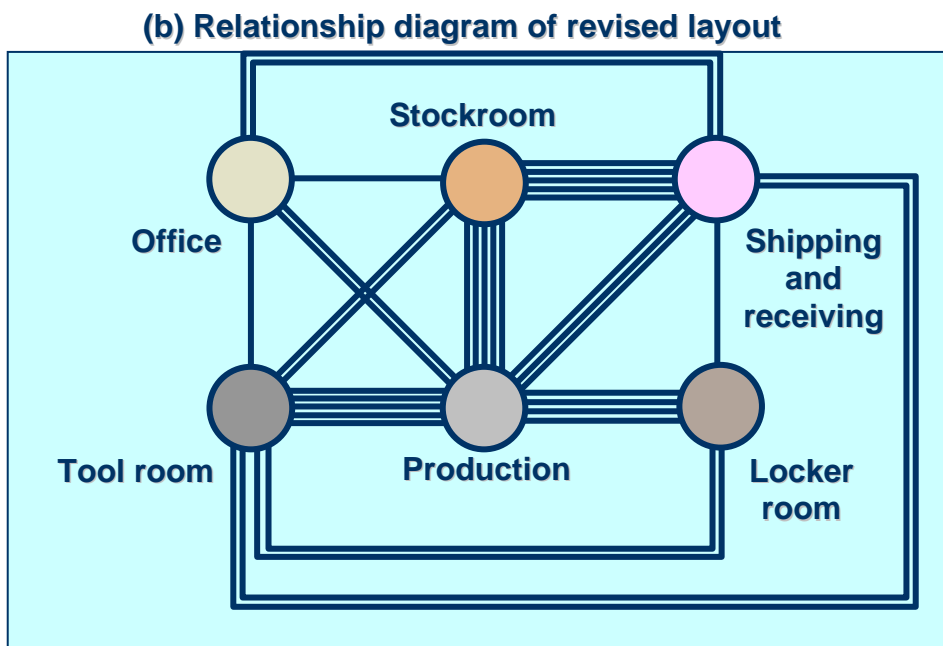 (b) Relationship diagram of revised layout
Stockroom
Office
Shipping
and
receiving
Tool room
Production
Locker
room